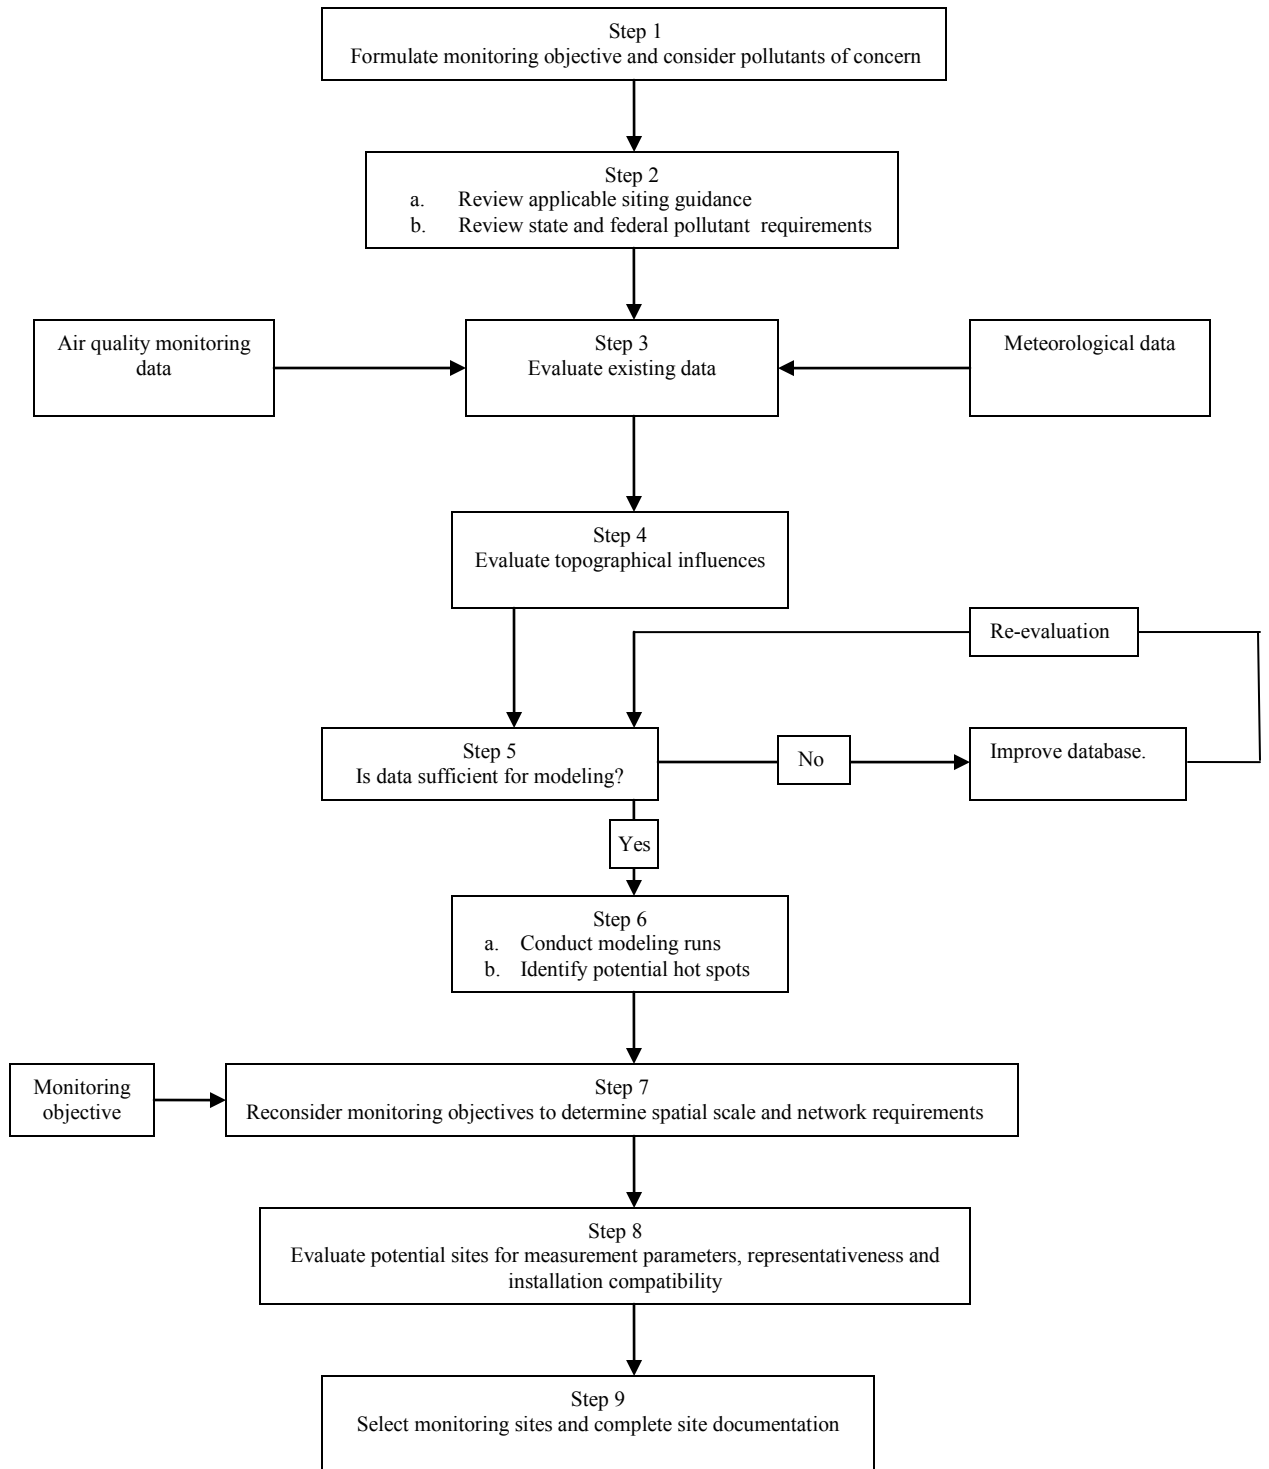 Step 1
Formulate monitoring objective and consider pollutants of concern
Step 2
a. Review applicable siting guidance
b. Review state and federal pollutant requirements
Air quality monitoring
data
Step 3
Evaluate existing data
Meteorological data
Step 4
Evaluate topographical influences
Re-evaluation
Step 5
Is data sufficient for modeling?
No
Improve database.
Yes
Step 6
a. Conduct modeling runs
b. Identify potential hot spots
Monitoring
objective
Step 7
Reconsider monitoring objectives to determine spatial scale and network requirements
Step 8
Evaluate potential sites for measurement parameters, representativeness and
installation compatibility
Step 9
Select monitoring sites and complete site documentation